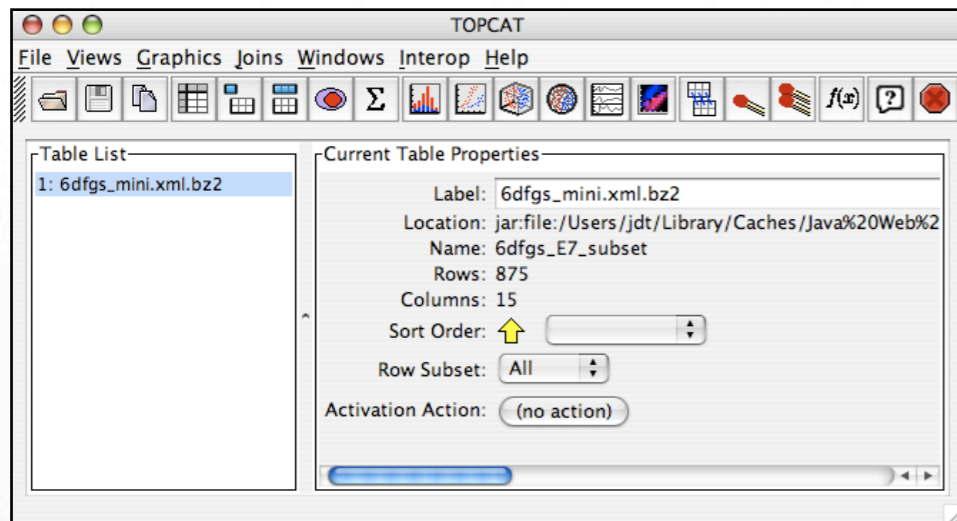 TOPCAT
File Views Graphics Joins Windows Interop Help
Σ f(x) ?
Table List
1: 6dfgs_mini.xml.bz2
Current Table Properties
Label: 6dfgs_mini.xml.bz2
Location: jar:file:/Users/jdt/Library/Caches/Java%20Web%2
Name: 6dfgs_E7_subset
Rows: 875
Columns: 15
Sort Order:
Row Subset: All
Activation Action: (no action)